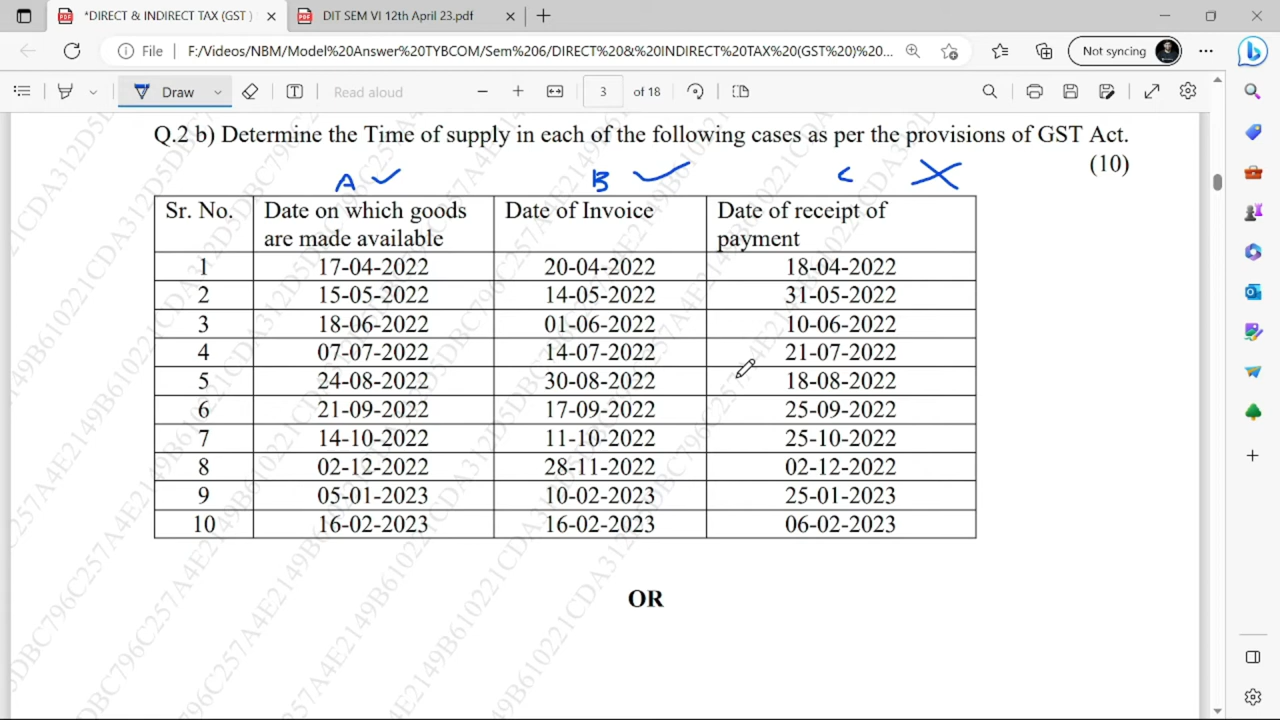 *DIRECT & INDIRECT TAX (GST )
DIT SEM VI 12th April 23.pdf
File F:/Videos/NBM/Model%20Answer%20TYBCOM/Sem%206/DIRECT%20&%20INDIRECT%20TAX%20(GST%20)%20...
Not syncing
Draw
Read aloud
3 of 18
Q.2 b) Determine the Time of supply in each of the following cases as per the provisions of GST Act.
(10)
A B C
Sr. No. Date on which goods are made available Date of Invoice Date of receipt of payment
1 17-04-2022 20-04-2022 18-04-2022
2 15-05-2022 14-05-2022 31-05-2022
3 18-06-2022 01-06-2022 10-06-2022
4 07-07-2022 14-07-2022 21-07-2022
5 24-08-2022 30-08-2022 18-08-2022
6 21-09-2022 17-09-2022 25-09-2022
7 14-10-2022 11-10-2022 25-10-2022
8 02-12-2022 28-11-2022 02-12-2022
9 05-01-2023 10-02-2023 25-01-2023
10 16-02-2023 16-02-2023 06-02-2023
OR